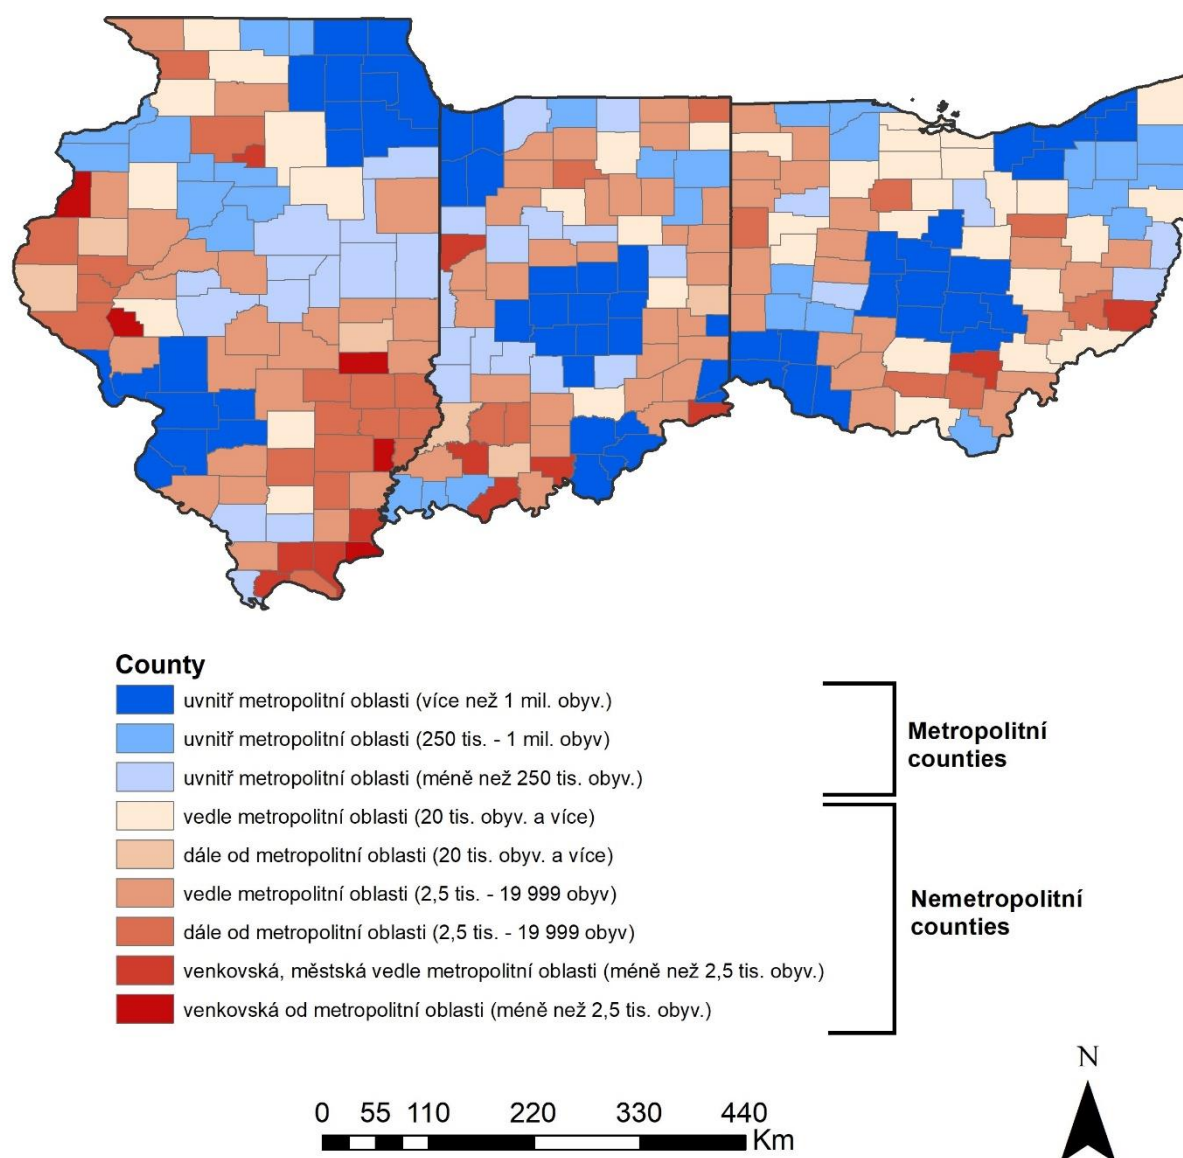 County
uvnitř metropolitní oblasti (více než 1 mil. obyv.)
uvnitř metropolitní oblasti (250 tis. - 1 mil. obyv)
uvnitř metropolitní oblasti (méně než 250 tis. obyv.)
vedle metropolitní oblasti (20 tis. obyv. a více)
dále od metropolitní oblasti (20 tis. obyv. a více)
vedle metropolitní oblasti (2,5 tis. - 19 999 obyv)
dále od metropolitní oblasti (2,5 tis. - 19 999 obyv)
venkovská, městská vedle metropolitní oblasti (méně než 2,5 tis. obyv.)
venkovská od metropolitní oblasti (méně než 2,5 tis. obyv.)
Metropolitní
counties
Nemetropolitní
counties
N
0 55 110 220 330 440
Km